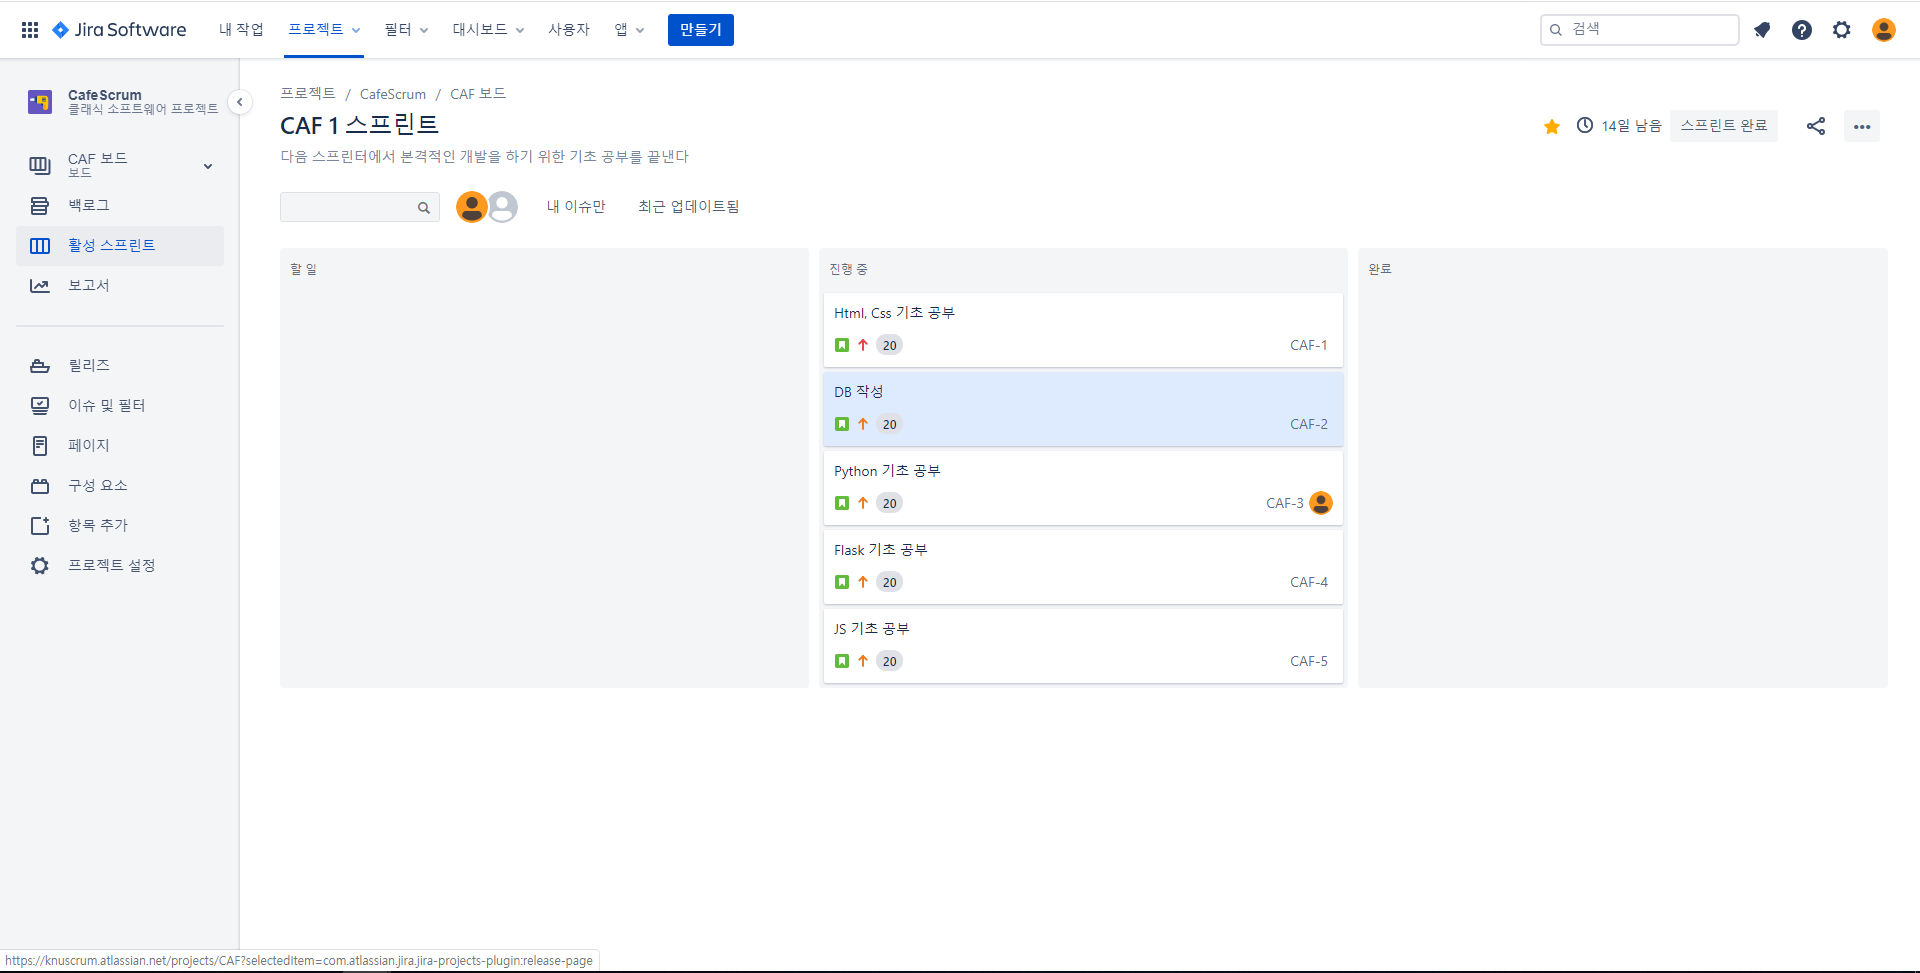 Jira Software 내 작업 프로젝트 필터 대시보드 사용자 앱 만들기 검색
CafeScrum
클래식 소프트웨어 프로젝트
CAF 보드
보드
백로그
활성 스프린트
보고서
릴리즈
이슈 및 필터
페이지
구성 요소
항목 추가
프로젝트 설정
프로젝트 / CafeScrum / CAF 보드
CAF 1 스프린트
14일 남음 스프린트 완료
다음 스프린터에서 본격적인 개발을 하기 위한 기초 공부를 끝낸다
내 이슈만 최근 업데이트됨
할 일
진행 중
Html, Css 기초 공부
20 CAF-1
DB 작성
20 CAF-2
Python 기초 공부
20 CAF-3
Flask 기초 공부
20 CAF-4
JS 기초 공부
20 CAF-5
완료
https://knuscrum.atlassian.net/projects/CAF?selectedItem=com.atlassian.jira.jira-projects-plugin:release-page